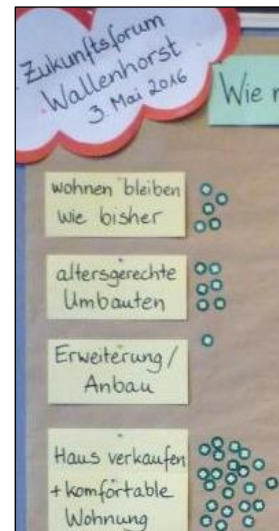 Zukunftsforum
Wallenhorst
3. Mai 2016
Wie
wohnen bleiben
wie bisher
altersgerechte
Umbauten
Erweiterung/
Anbau
Haus verkaufen
+komfortable
Wohnung